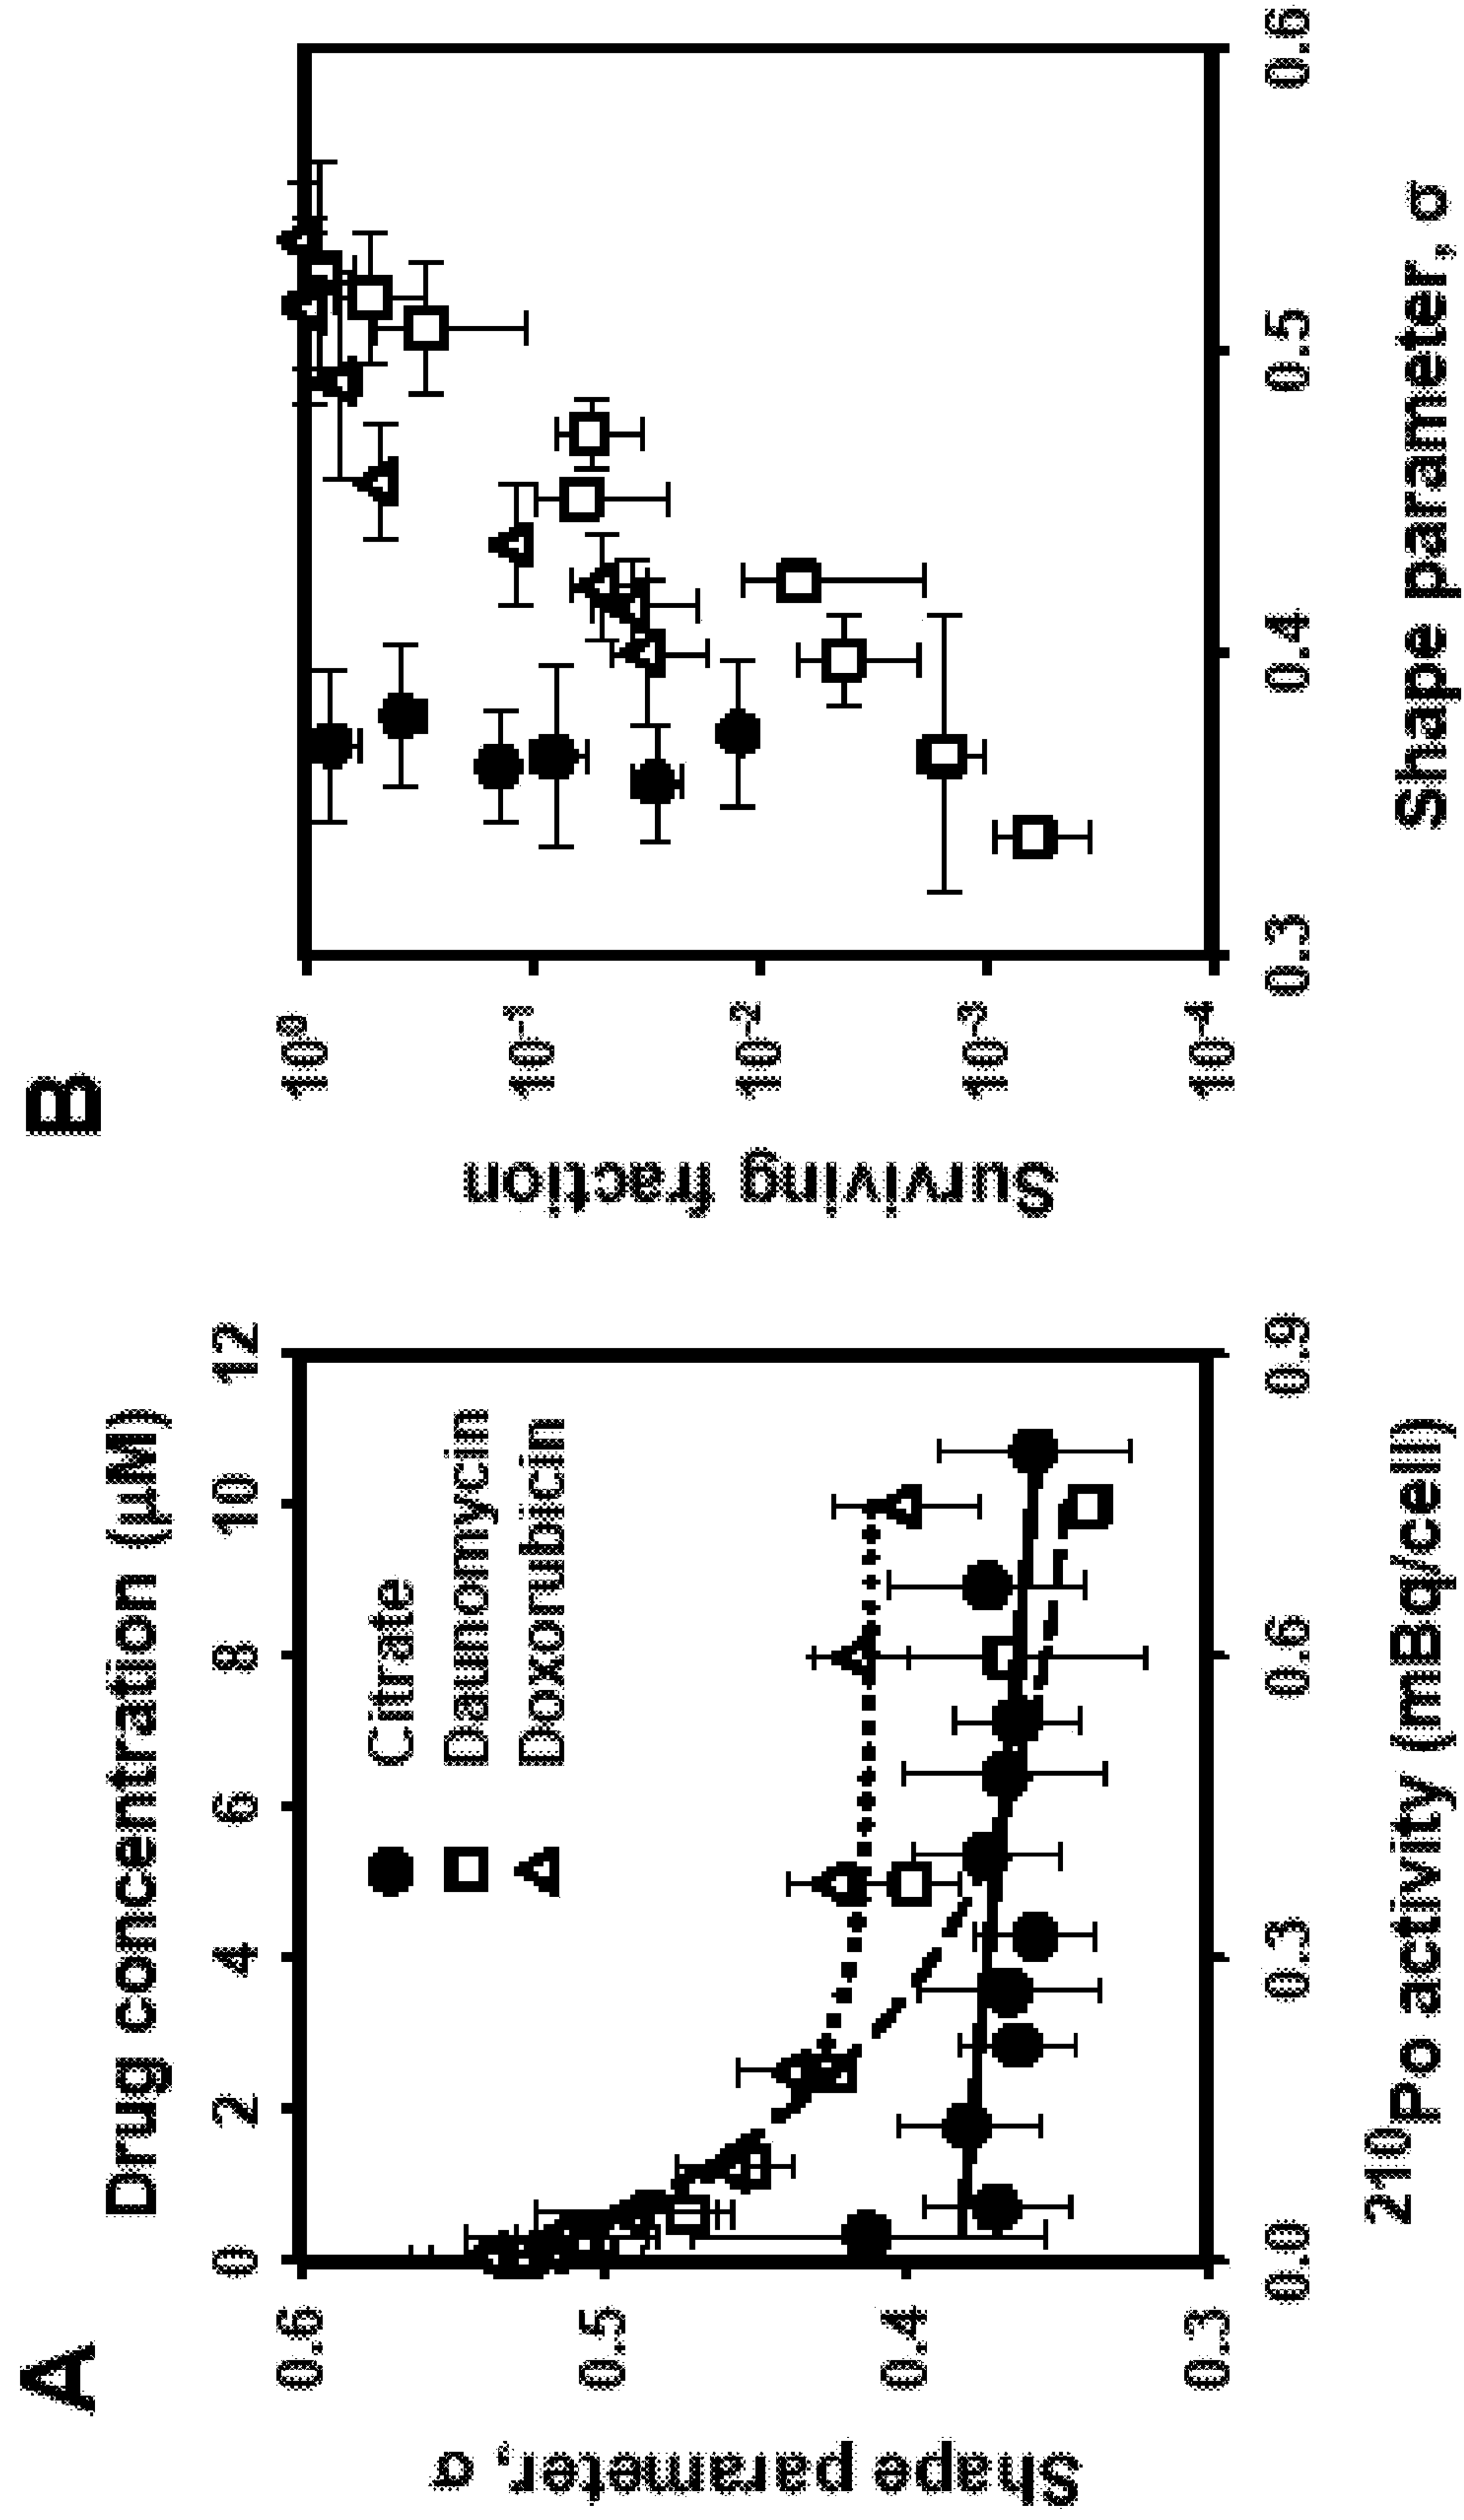 A
Drug concentration (µM)
0 2 4 6 8 10 12
Citrate
Daunomycin
Doxorubicin
0.6
0.5
0.4
0.3
Shape parameter, σ
0.0 0.3 0.6 0.9
²¹⁰Po activity (mBq/cell)
B
10⁰
10⁻¹
10⁻²
10⁻³
10⁻⁴
Surviving fraction
0.3 0.4 0.5 0.6
Shape parameter, σ